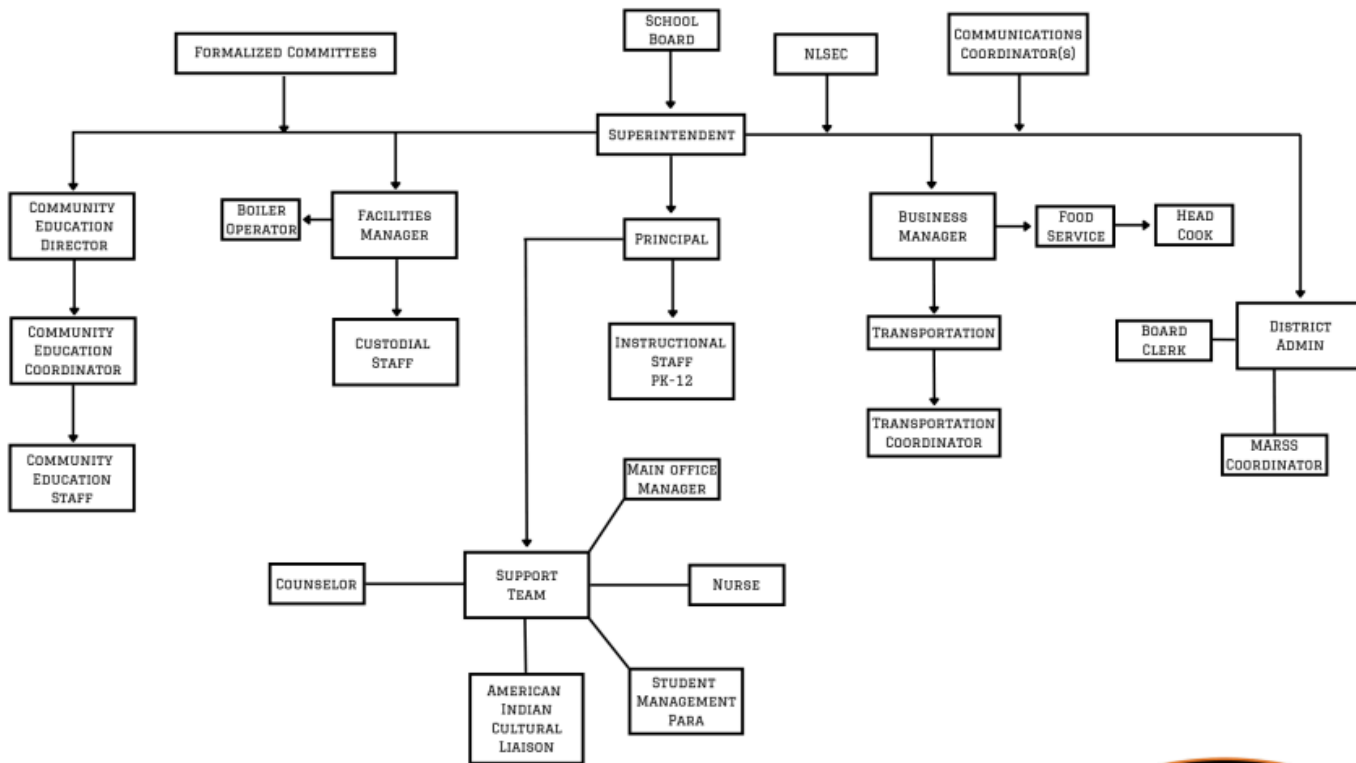 SCHOOL
BOARD
FORMALIZED COMMITTEES
NLSEC
COMMUNICATIONS
COORDINATOR(S)
SUPERINTENDENT
COMMUNITY
EDUCATION
DIRECTOR
BOILER
OPERATOR
FACILITIES
MANAGER
PRINCIPAL
BUSINESS
MANAGER
FOOD
SERVICE
HEAD
COOK
COMMUNITY
EDUCATION
COORDINATOR
CUSTODIAL
STAFF
INSTRUCTIONAL
STAFF
PK-12
TRANSPORTATION
BOARD
CLERK
DISTRICT
ADMIN
TRANSPORTATION
COORDINATOR
MARSS
COORDINATOR
COMMUNITY
EDUCATION
STAFF
MAIN OFFICE
MANAGER
COUNSELOR
SUPPORT
TEAM
NURSE
AMERICAN
INDIAN
CULTURAL
LIAISON
STUDENT
MANAGEMENT
PARA